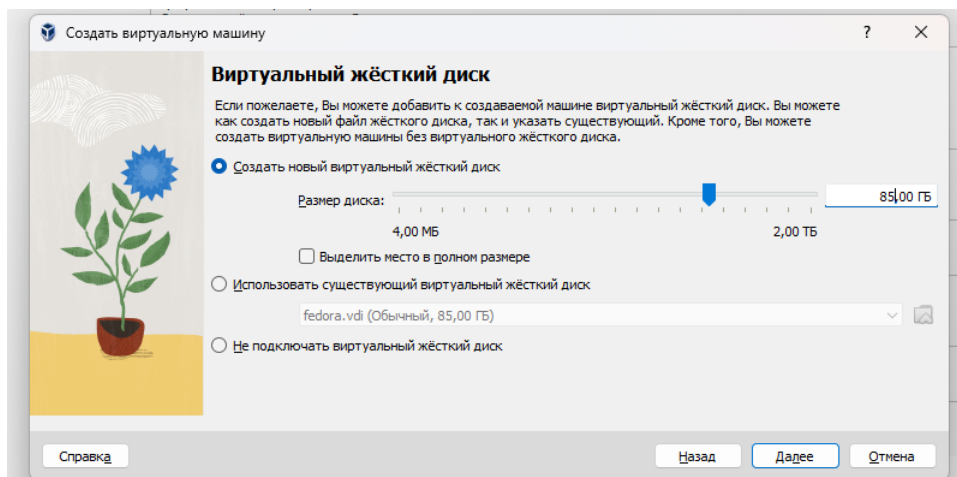 Создать виртуальную машину
?
Виртуальный жёсткий диск
Если пожелаете, Вы можете добавить к создаваемой машине виртуальный жёсткий диск. Вы можете
как создать новый файл жёсткого диска, так и указать существующий. Кроме того, Вы можете
создать виртуальную машины без виртуального жёсткого диска.
Создать новый виртуальный жёсткий диск
Размер диска:
85,00 ГБ
4,00 МБ
2,00 ТБ
Выделить место в полном размере
Использовать существующий виртуальный жёсткий диск
fedora.vdi (Обычный, 85,00 ГБ)
Не подключать виртуальный жёсткий диск
Справка
Назад
Далее
Отмена